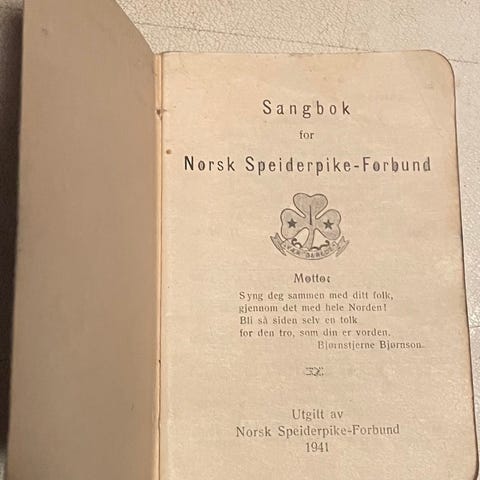 Sangbok
for
Norsk Speiderpike-Forbund
VÆR BEREDT
Motto:
Syng deg sammen med ditt folk,
gjennom det med hele Norden!
Bli så siden selv en tolk
for den tro, som din er vorden.
Bjørnstjerne Bjørnson.
Utgitt av
Norsk Speiderpike-Forbund
1941